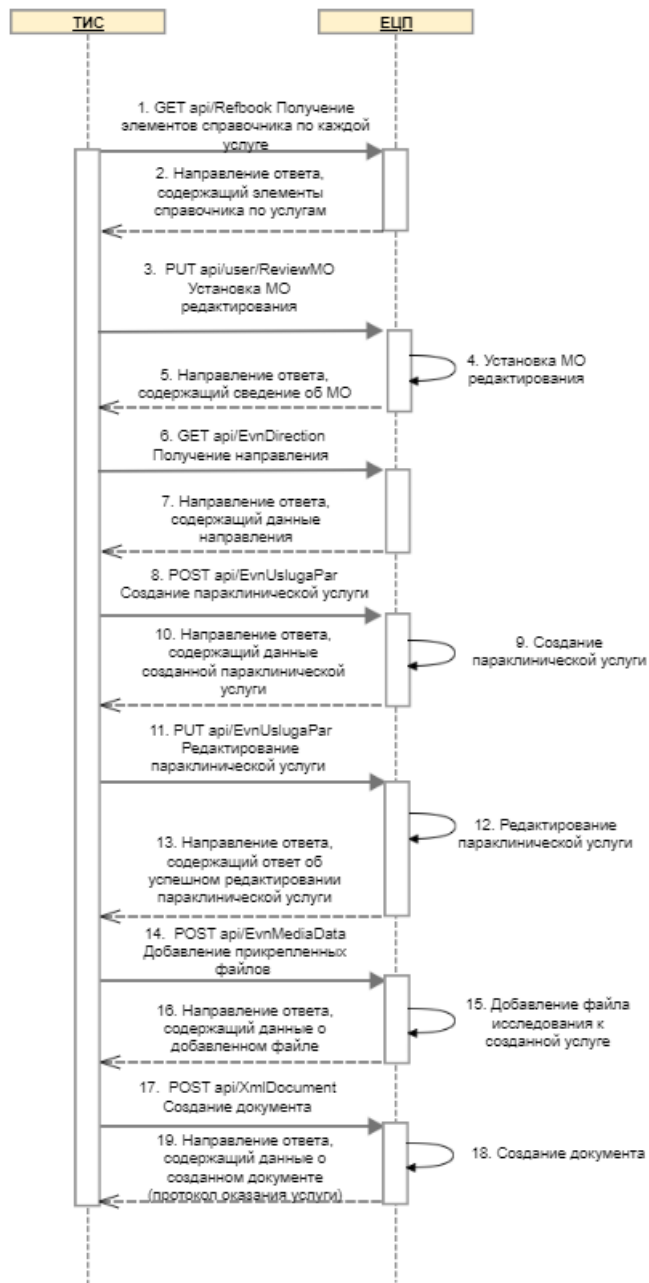 ТИС
ЕЦП
1. GET api/Refbook Получение
элементов справочника по каждой
услуге
2. Направление ответа,
содержащий элементы
справочника по услугам
3. PUT api/user/ReviewMO
Установка МО
редактирования
4. Установка МО
редактирования
5. Направление ответа,
содержащий сведение об МО
6. GET api/EvnDirection
Получение направления
7. Направление ответа,
содержащий данные
направления
8. POST api/EvnUslugaPar
Создание параклинической услуги
9. Создание
параклинической услуги
10. Направление ответа,
содержащий данные
созданной параклинической
услуги
11. PUT api/EvnUslugaPar
Редактирование
параклинической услуги
12. Редактирование
параклинической услуги
13. Направление ответа,
содержащий ответ об
успешном редактировании
параклинической услуги
14. POST api/EvnMediaData
Добавление прикрепленных
файлов
15. Добавление файла
исследования к
созданной услуге
16. Направление ответа,
содержащий данные о
добавленном файле
17. POST api/XmlDocument
Создание документа
18. Создание документа
19. Направление ответа,
содержащий данные о
созданном документе
(протокол оказания услуги)